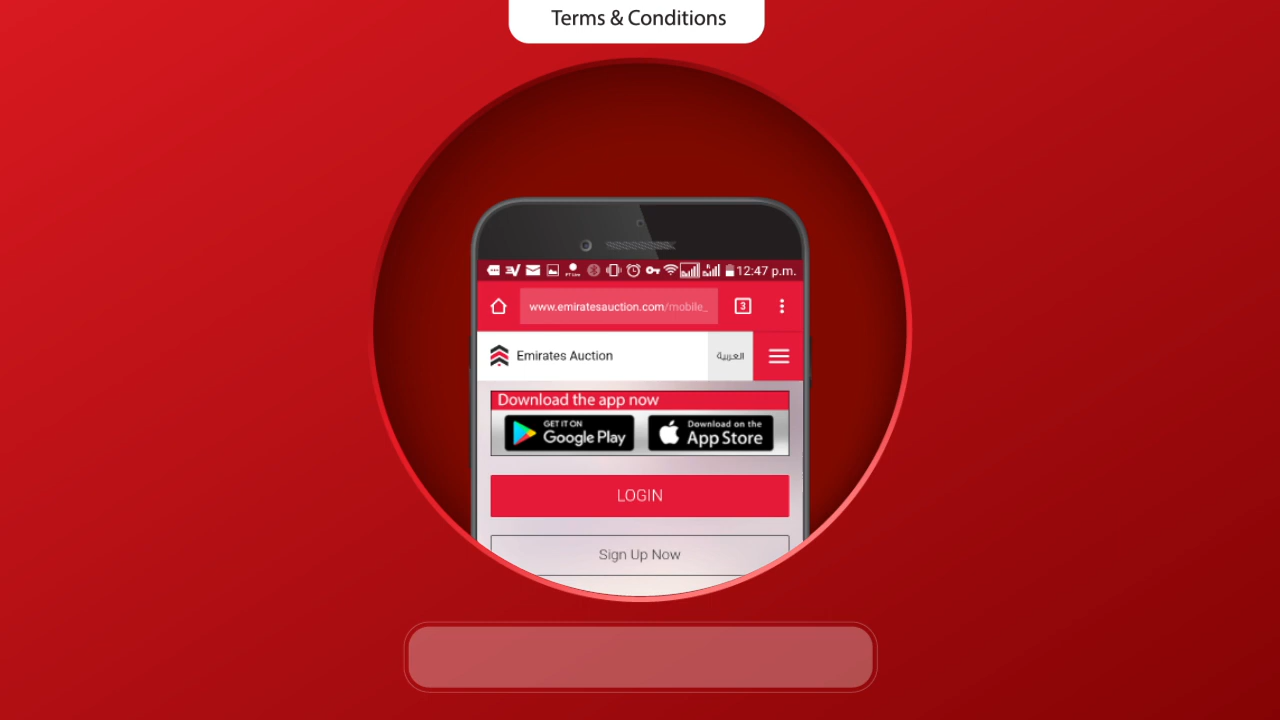 Terms & Conditions
12:47 p.m.
www.emiratesauction.com/mobile_
3
Emirates Auction
العربية
Download the app now
GET IT ON
Google Play
Download on the
App Store
LOGIN
Sign Up Now